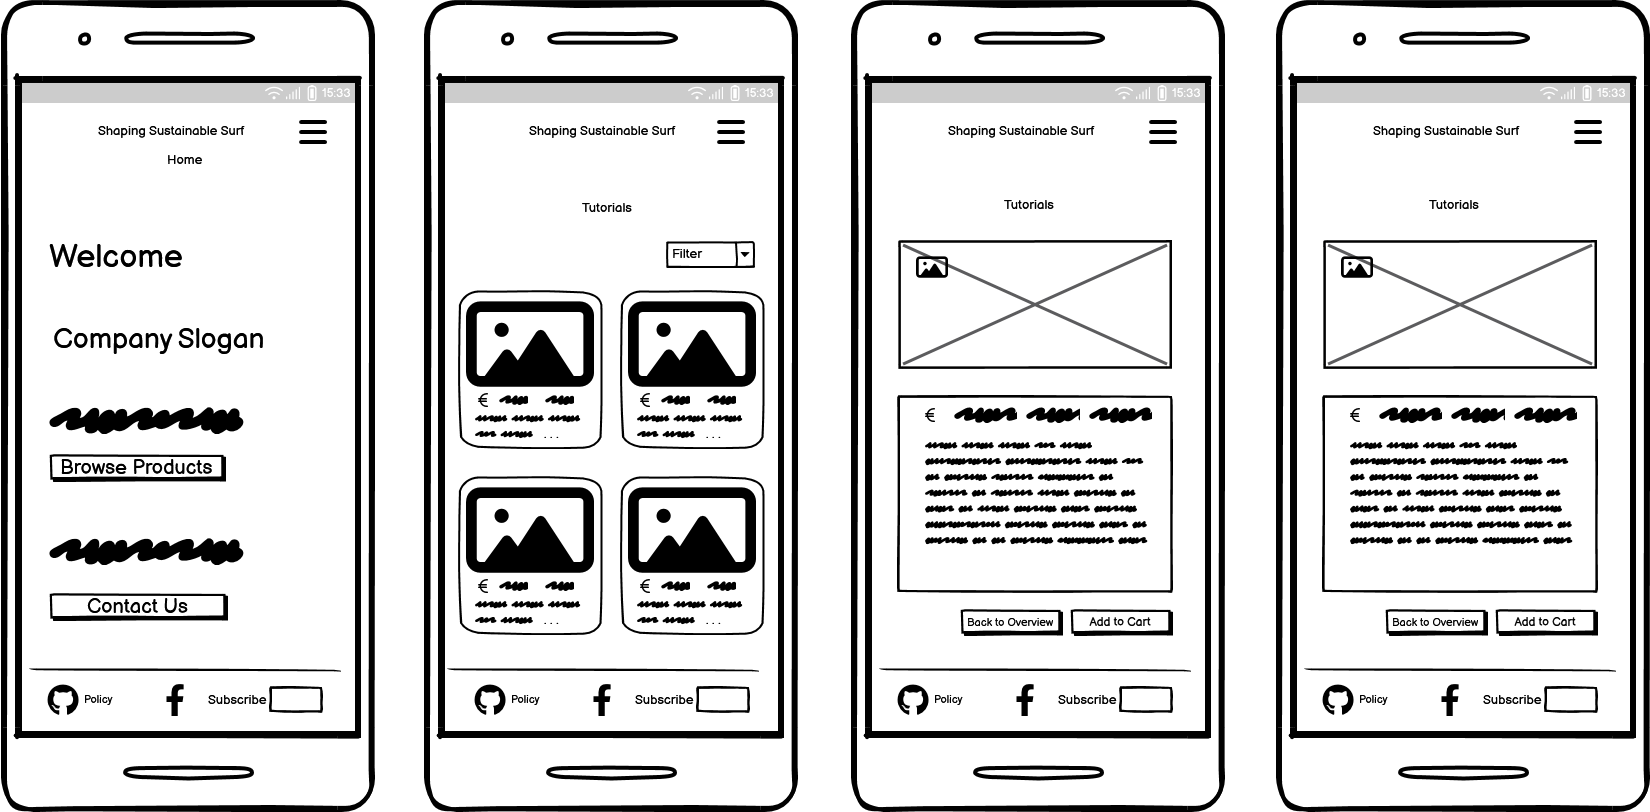 15:33
Shaping Sustainable Surf
Home
Welcome
Company Slogan
Browse Products
Contact Us
Policy
Subscribe
15:33
Shaping Sustainable Surf
Tutorials
Filter
€
...
€
...
€
...
€
...
Policy
Subscribe
15:33
Shaping Sustainable Surf
Tutorials
€
Back to Overview
Add to Cart
Policy
Subscribe
15:33
Shaping Sustainable Surf
Tutorials
€
Back to Overview
Add to Cart
Policy
Subscribe